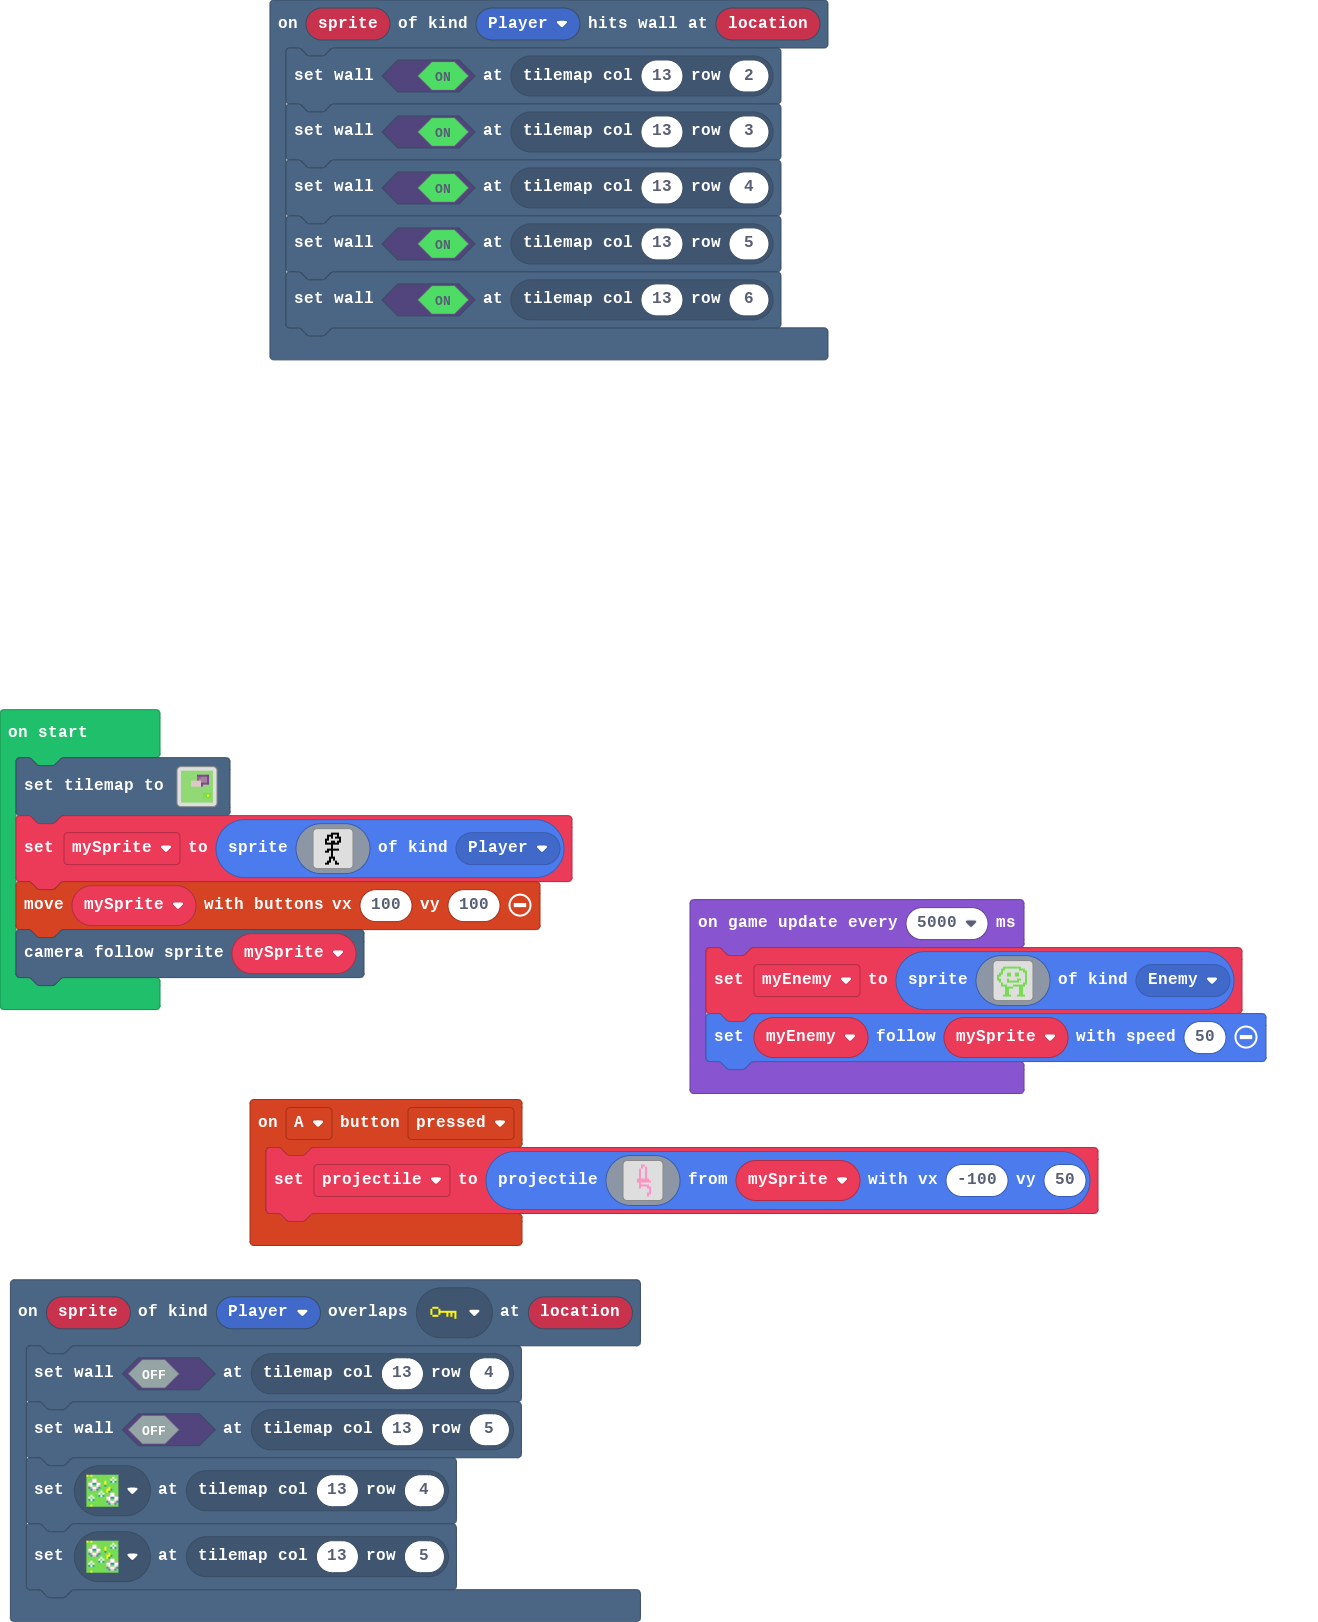 on sprite of kind Player hits wall at location
set wall ON at tilemap col 13 row 2
set wall ON at tilemap col 13 row 3
set wall ON at tilemap col 13 row 4
set wall ON at tilemap col 13 row 5
set wall ON at tilemap col 13 row 6
on start
set tilemap to
set mySprite to sprite of kind Player
move mySprite with buttons vx 100 vy 100
camera follow sprite mySprite
on game update every 5000 ms
set myEnemy to sprite of kind Enemy
set myEnemy follow mySprite with speed 50
on A button pressed
set projectile to projectile from mySprite with vx -100 vy 50
on sprite of kind Player overlaps at location
set wall OFF at tilemap col 13 row 4
set wall OFF at tilemap col 13 row 5
set at tilemap col 13 row 4
set at tilemap col 13 row 5